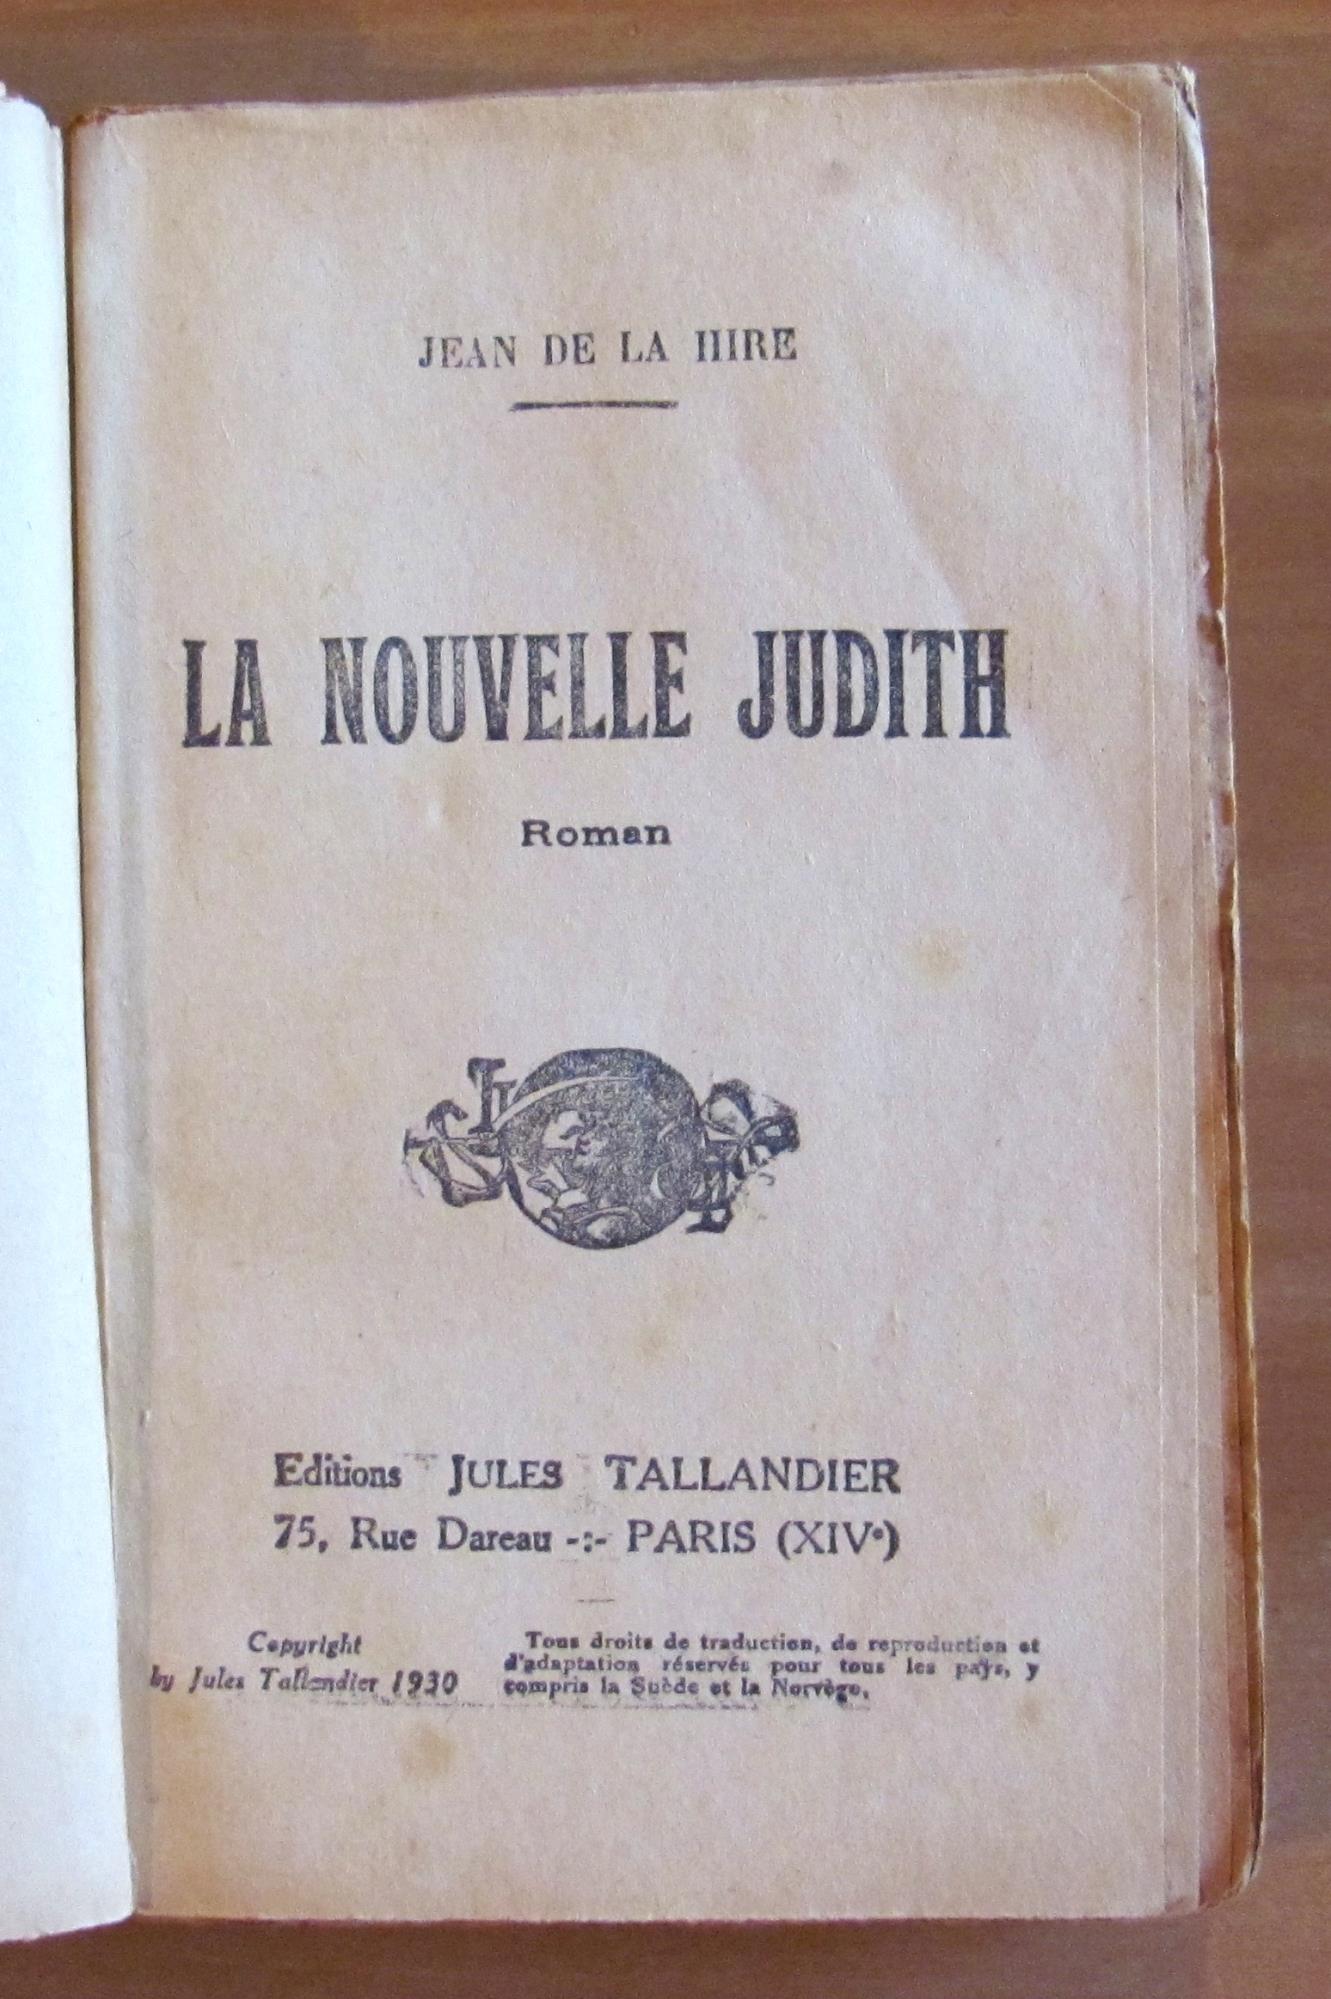 JEAN DE LA HIRE
LA NOUVELLE JUDITH
Roman
Editions JULES TALLANDIER
75, Rue Dareau -:- PARIS (XIVe)
Copyright
by Jules Tallandier 1930
Tous droits de traduction, de reproduction et
d'adaptation réservés pour tous les pays, y
compris la Suède et la Norvège.